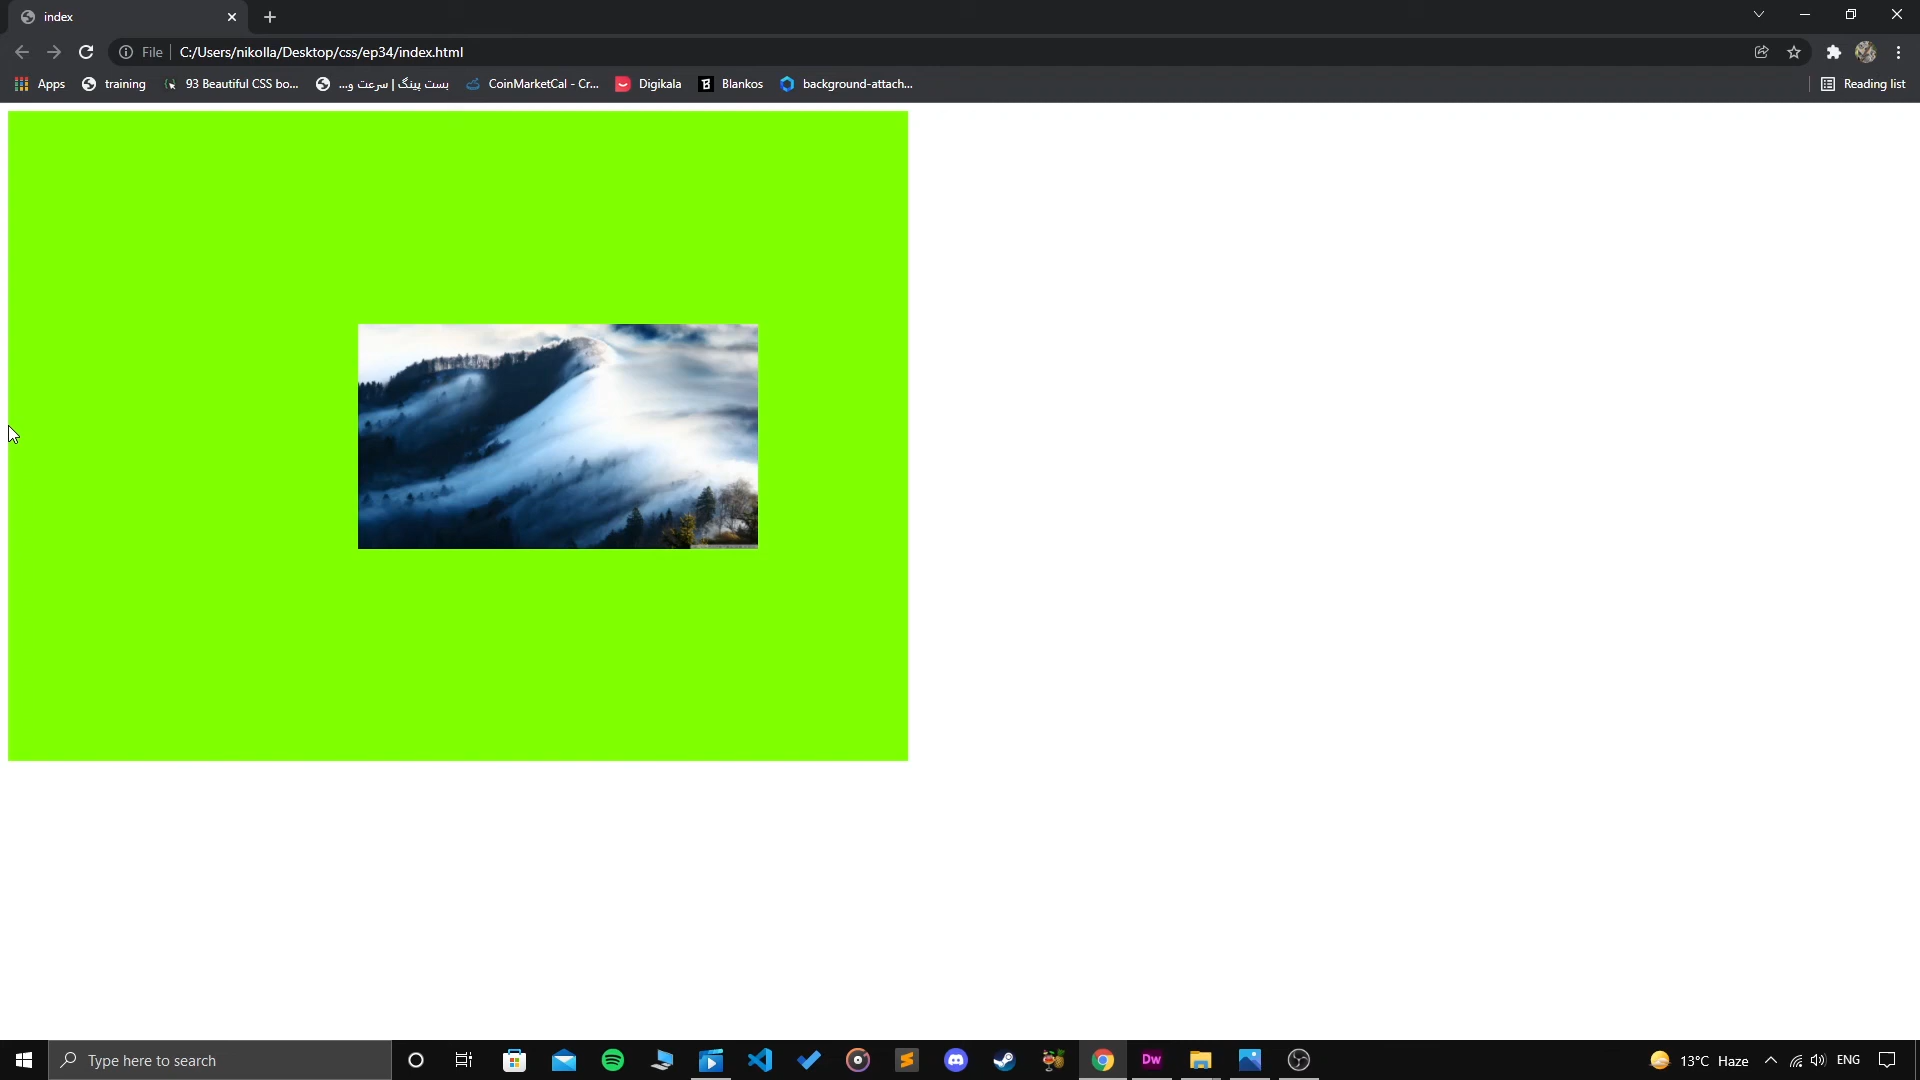 index
File C:/Users/nikolla/Desktop/css/ep34/index.html
Apps training 93 Beautiful CSS bo... بست پینگ | سرعت و... CoinMarketCal - Cr... Digikala Blankos background-attach... Reading list
Type here to search Dw 13°C Haze ENG